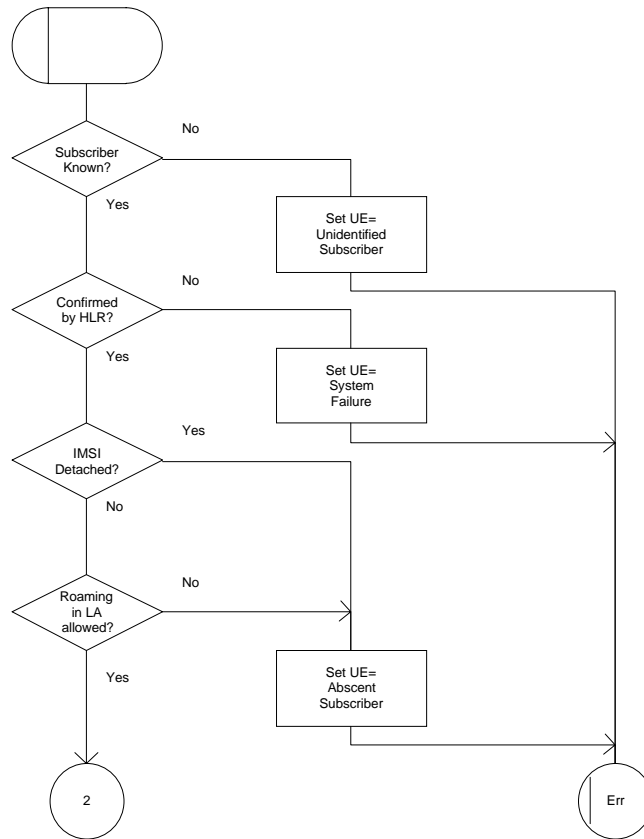 No
Subscriber
Known?
Yes
Set UE=
Unidentified
Subscriber
No
Confirmed
by HLR?
Yes
Set UE=
System
Failure
Yes
IMSI
Detached?
No
No
Roaming
in LA
allowed?
Yes
Set UE=
Abscent
Subscriber
2
Err